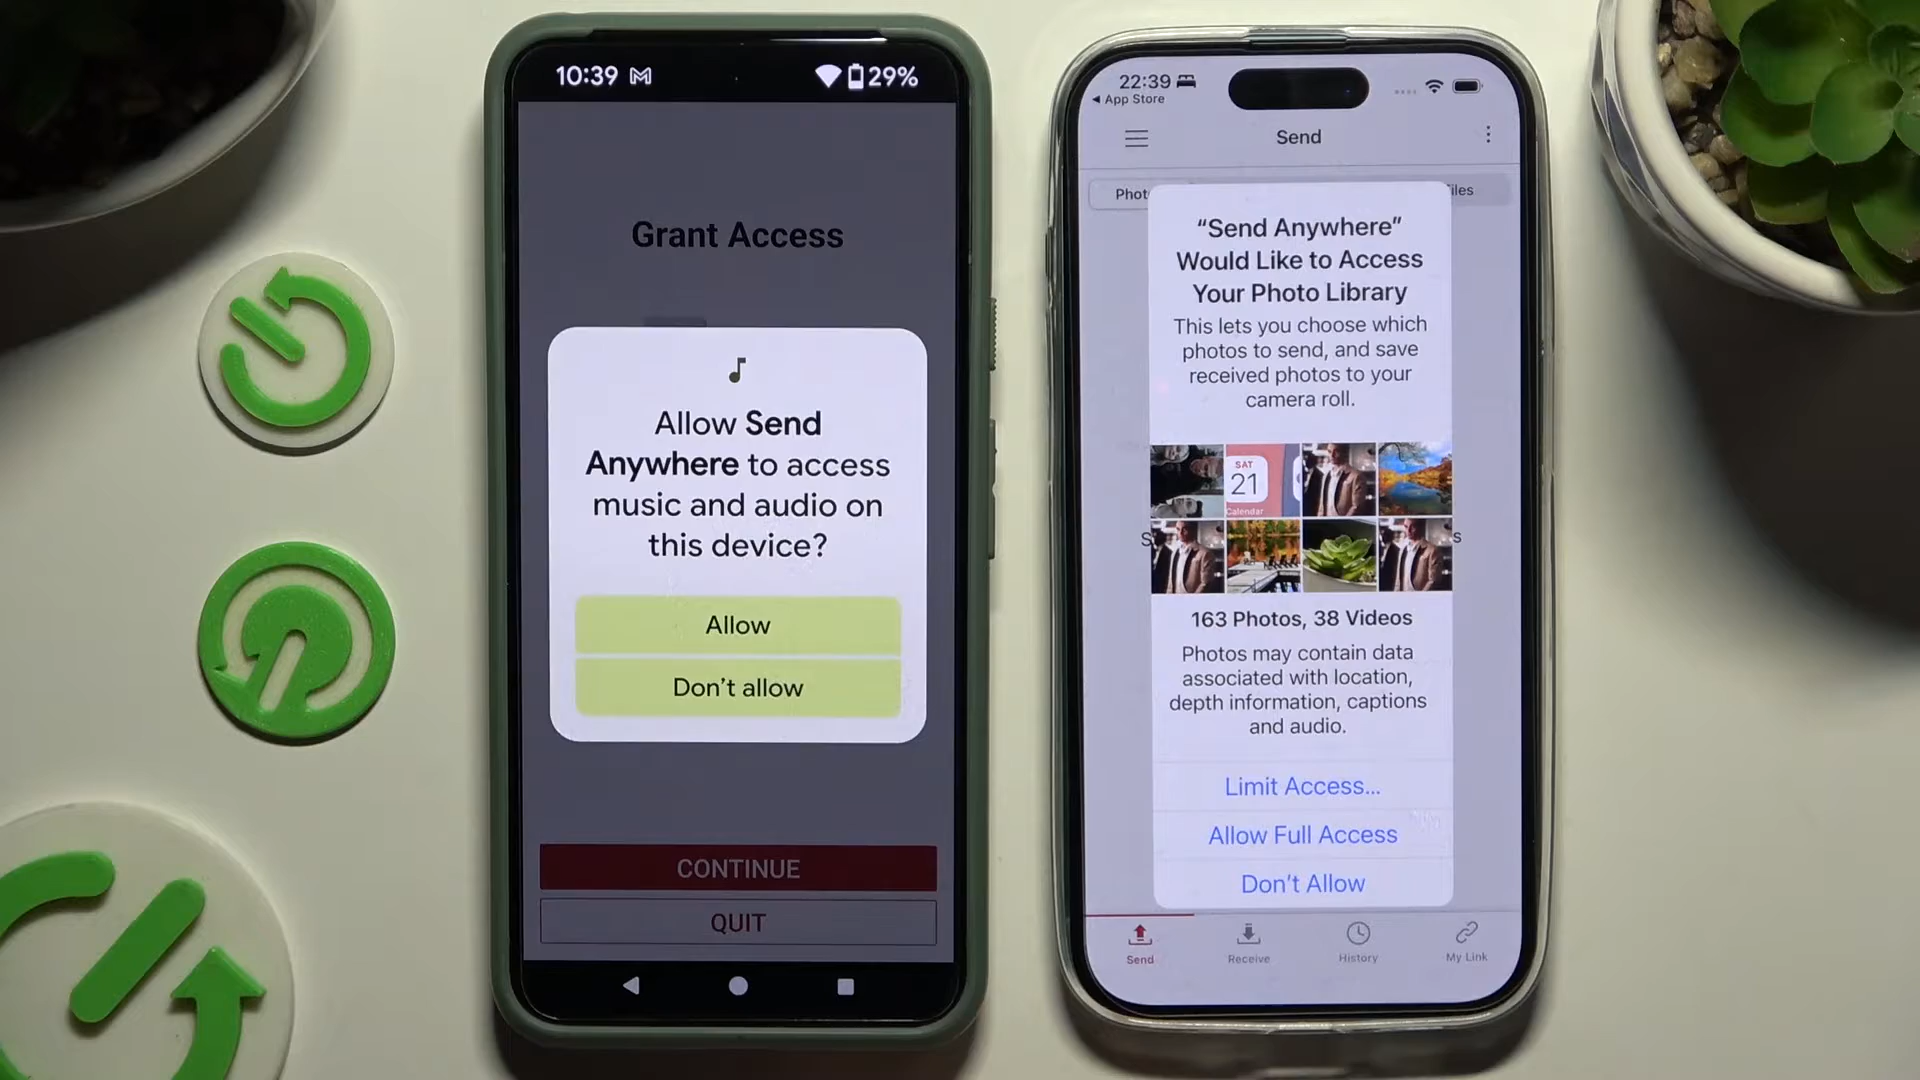 10:39
29%
Grant Access
Allow Send
Anywhere to access
music and audio on
this device?
Allow
Don't allow
CONTINUE
QUIT
22:39
App Store
Send
Phot
iles
“Send Anywhere”
Would Like to Access
Your Photo Library
This lets you choose which
photos to send, and save
received photos to your
camera roll.
SAT
21
Calendar
S
s
163 Photos, 38 Videos
Photos may contain data
associated with location,
depth information, captions
and audio.
Limit Access...
Allow Full Access
Don't Allow
Send
Receive
History
My Link